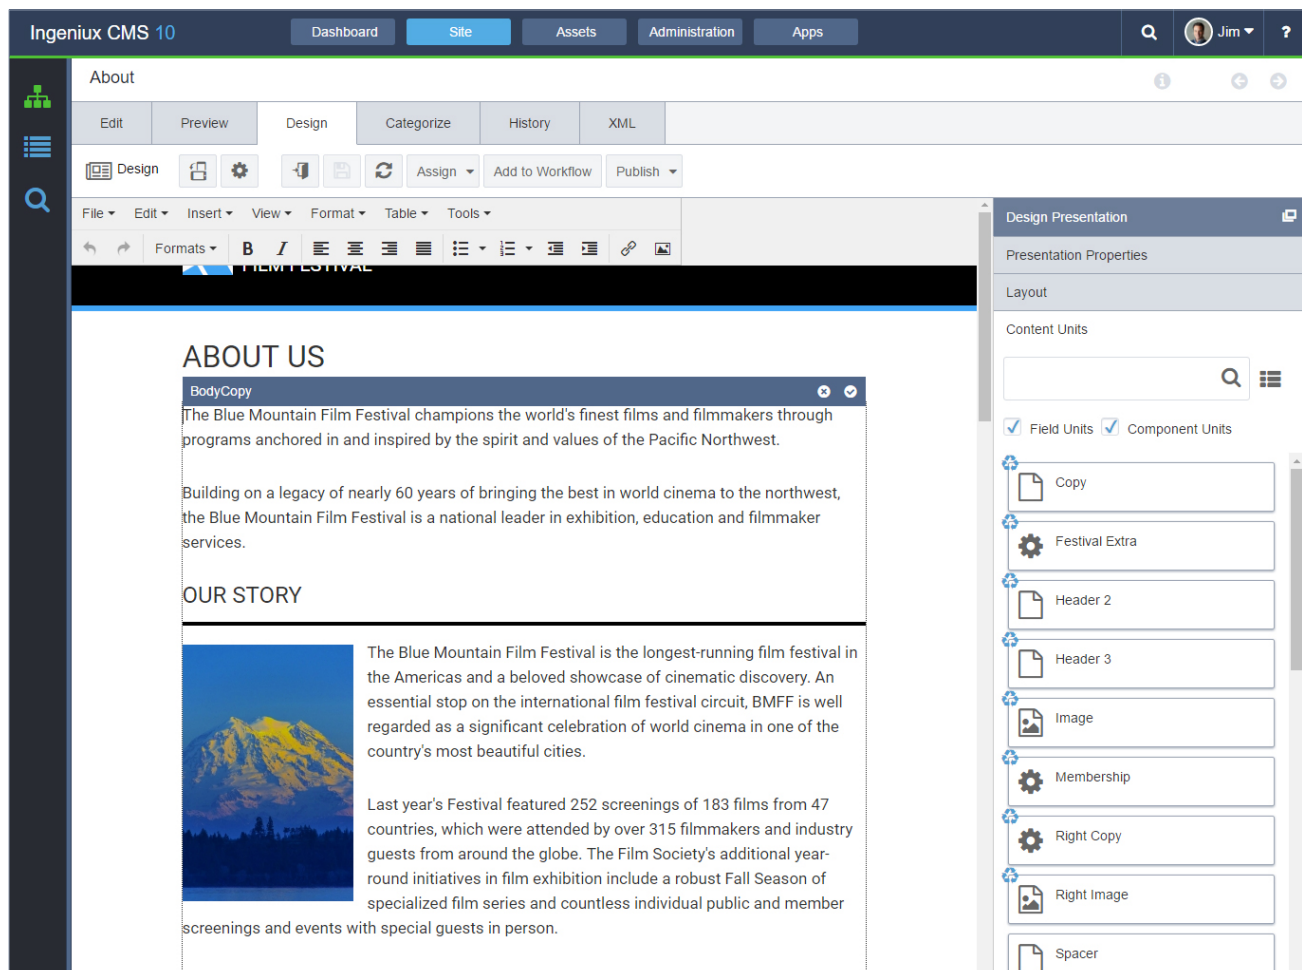 Ingeniux CMS 10
Dashboard
Site
Assets
Administration
Apps
Jim
?
About
Edit
Preview
Design
Categorize
History
XML
Design
Assign
Add to Workflow
Publish
File
Edit
Insert
View
Format
Table
Tools
Formats
B
I
FILM FESTIVAL
ABOUT US
BodyCopy
The Blue Mountain Film Festival champions the world's finest films and filmmakers through
programs anchored in and inspired by the spirit and values of the Pacific Northwest.
Building on a legacy of nearly 60 years of bringing the best in world cinema to the northwest,
the Blue Mountain Film Festival is a national leader in exhibition, education and filmmaker
services.
OUR STORY
The Blue Mountain Film Festival is the longest-running film festival in
the Americas and a beloved showcase of cinematic discovery. An
essential stop on the international film festival circuit, BMFF is well
regarded as a significant celebration of world cinema in one of the
country's most beautiful cities.
Last year's Festival featured 252 screenings of 183 films from 47
countries, which were attended by over 315 filmmakers and industry
guests from around the globe. The Film Society's additional year-
round initiatives in film exhibition include a robust Fall Season of
specialized film series and countless individual public and member
screenings and events with special guests in person.
Design Presentation
Presentation Properties
Layout
Content Units
Field Units
Component Units
Copy
Festival Extra
Header 2
Header 3
Image
Membership
Right Copy
Right Image
Spacer